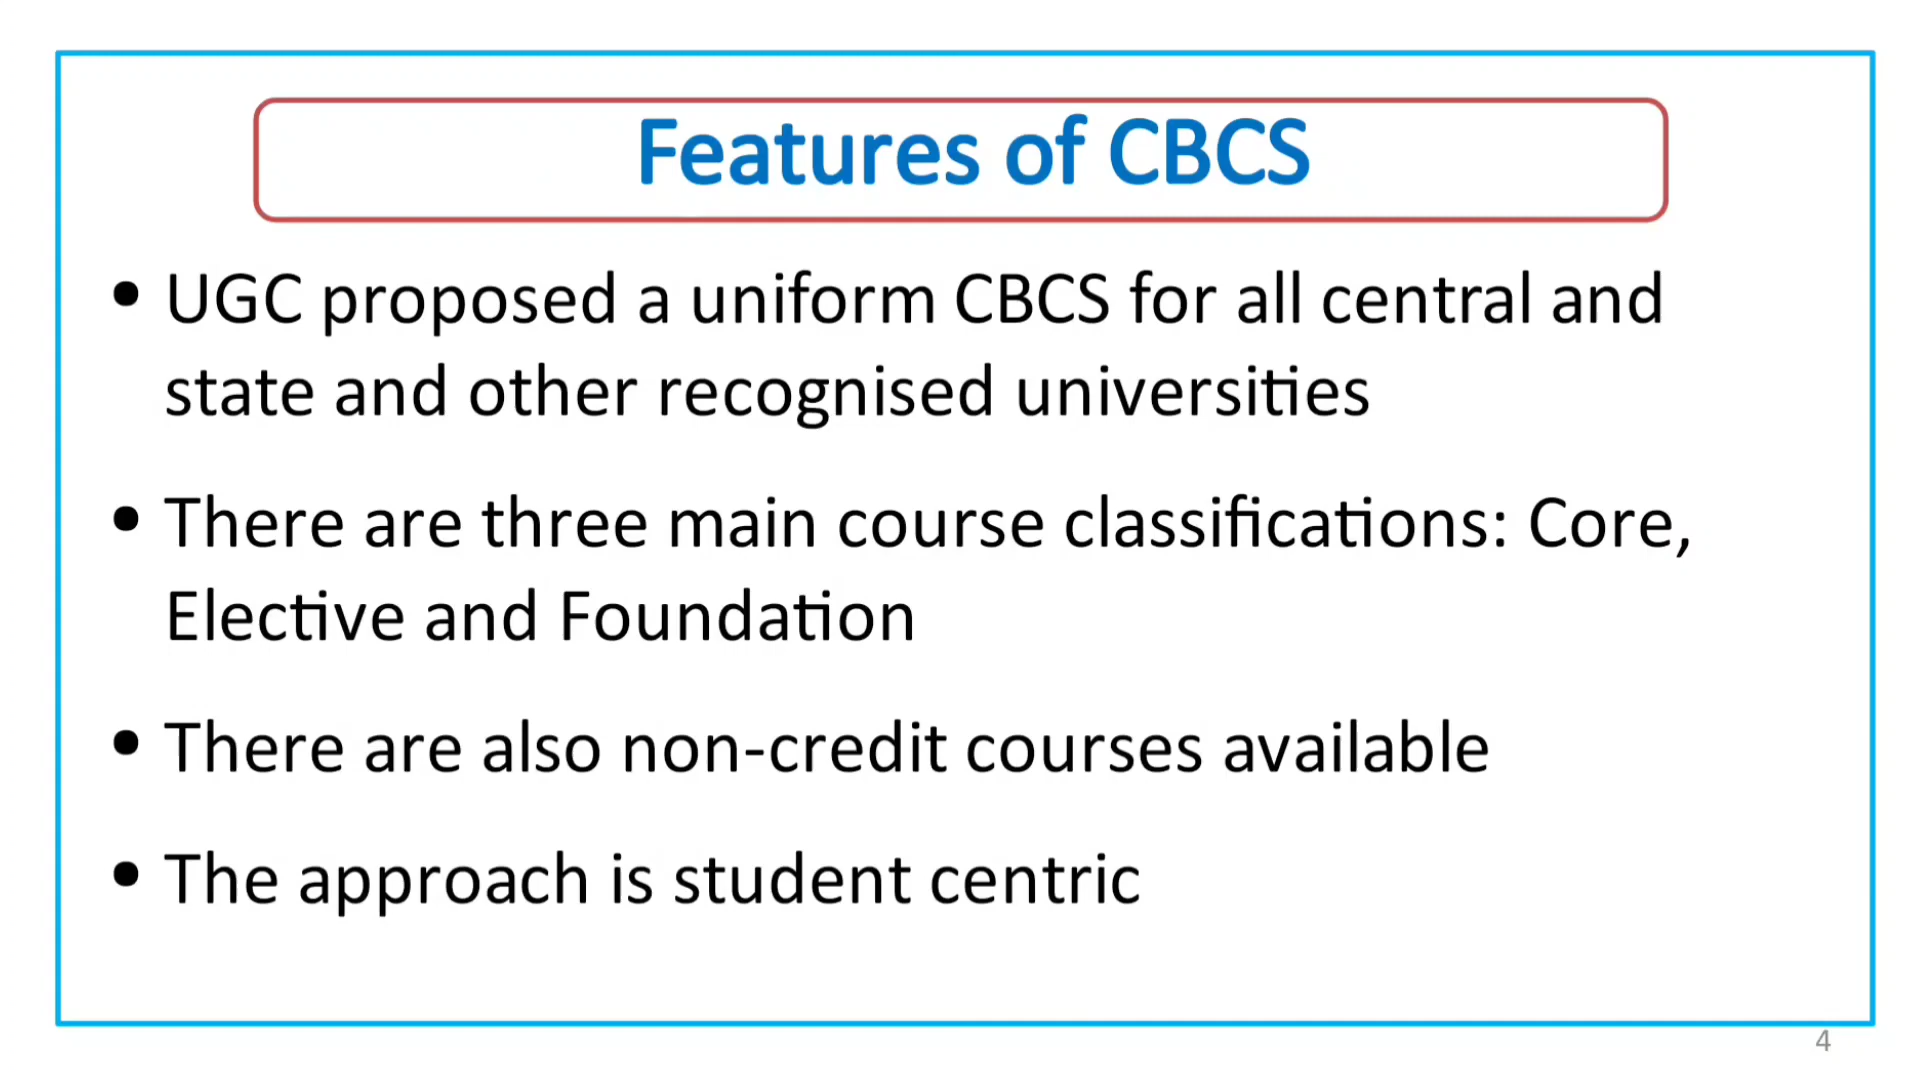 Features of CBCS
• UGC proposed a uniform CBCS for all central and
state and other recognised universities
• There are three main course classifications: Core,
Elective and Foundation
• There are also non-credit courses available
• The approach is student centric
4